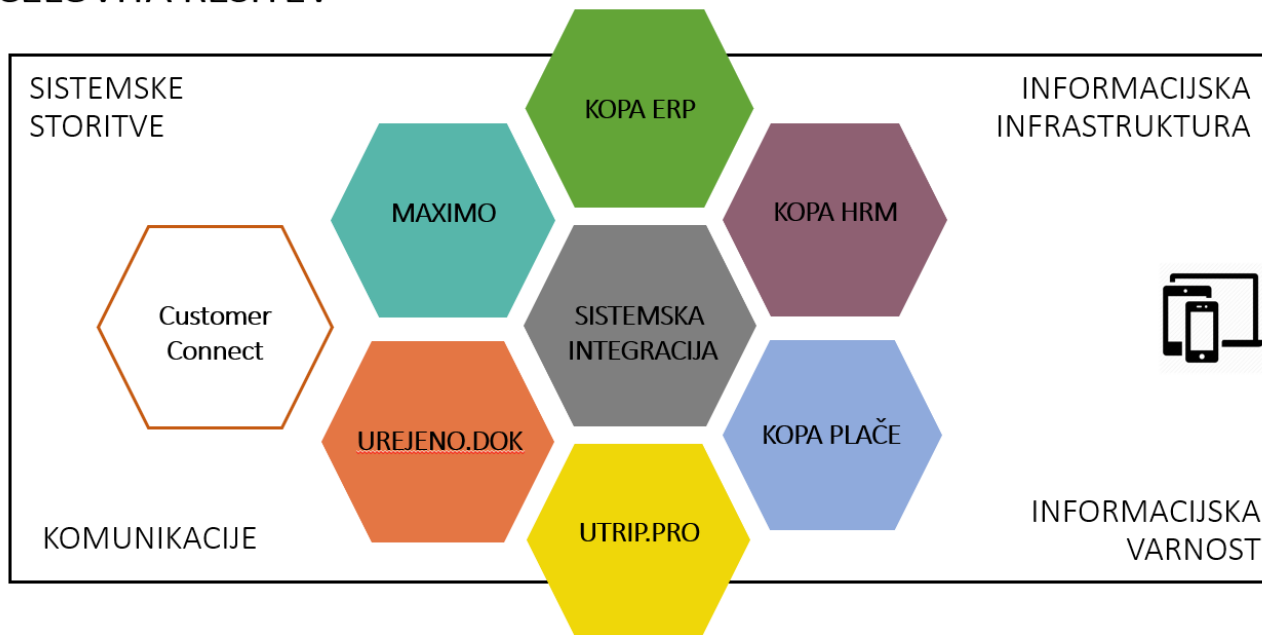 SISTEMSKE
STORITVE
INFORMACIJSKA
INFRASTRUKTURA
KOPA ERP
MAXIMO
KOPA HRM
Customer
Connect
SISTEMSKA
INTEGRACIJA
UREJENO.DOK
KOPA PLAČE
UTRIP.PRO
KOMUNIKACIJE
INFORMACIJSKA
VARNOST